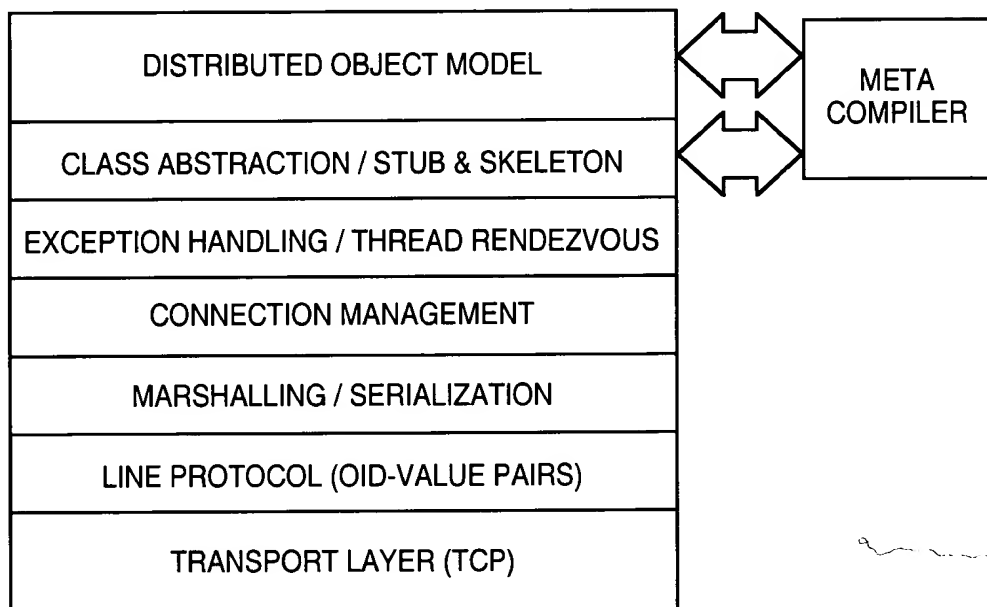 DISTRIBUTED OBJECT MODEL
META
COMPILER
CLASS ABSTRACTION / STUB & SKELETON
EXCEPTION HANDLING / THREAD RENDEZVOUS
CONNECTION MANAGEMENT
MARSHALLING / SERIALIZATION
LINE PROTOCOL (OID-VALUE PAIRS)
TRANSPORT LAYER (TCP)